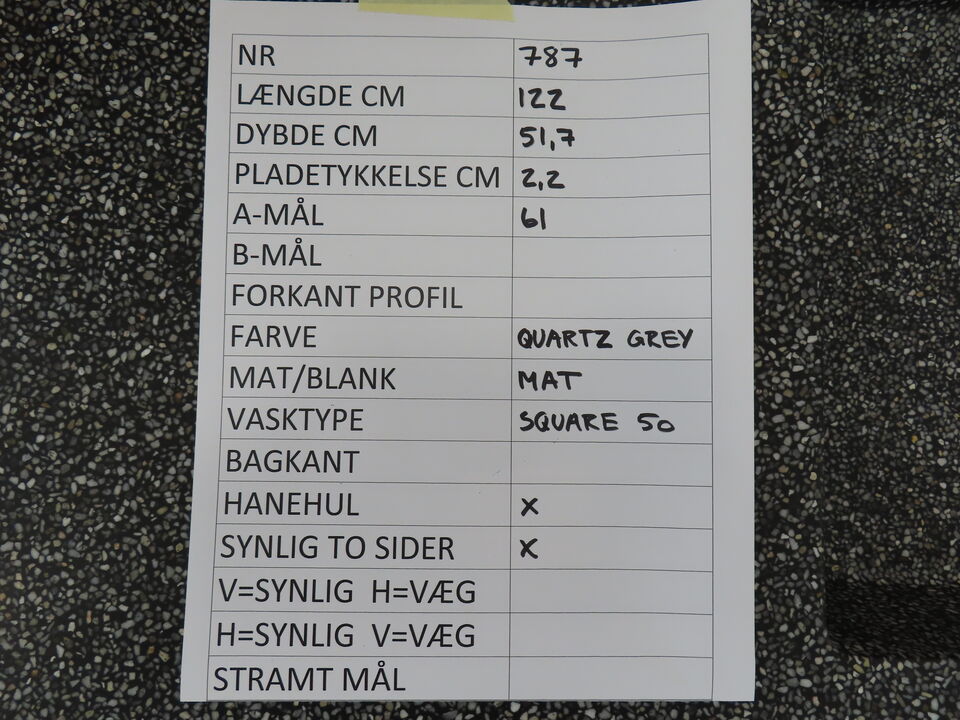 NR 787
LÆNGDE CM 122
DYBDE CM 51,7
PLADETYKKELSE CM 2,2
A-MÅL 61
B-MÅL
FORKANT PROFIL
FARVE QUARTZ GREY
MAT/BLANK MAT
VASKTYPE SQUARE 50
BAGKANT
HANEHUL X
SYNLIG TO SIDER X
V=SYNLIG H=VÆG
H=SYNLIG V=VÆG
STRAMT MÅL